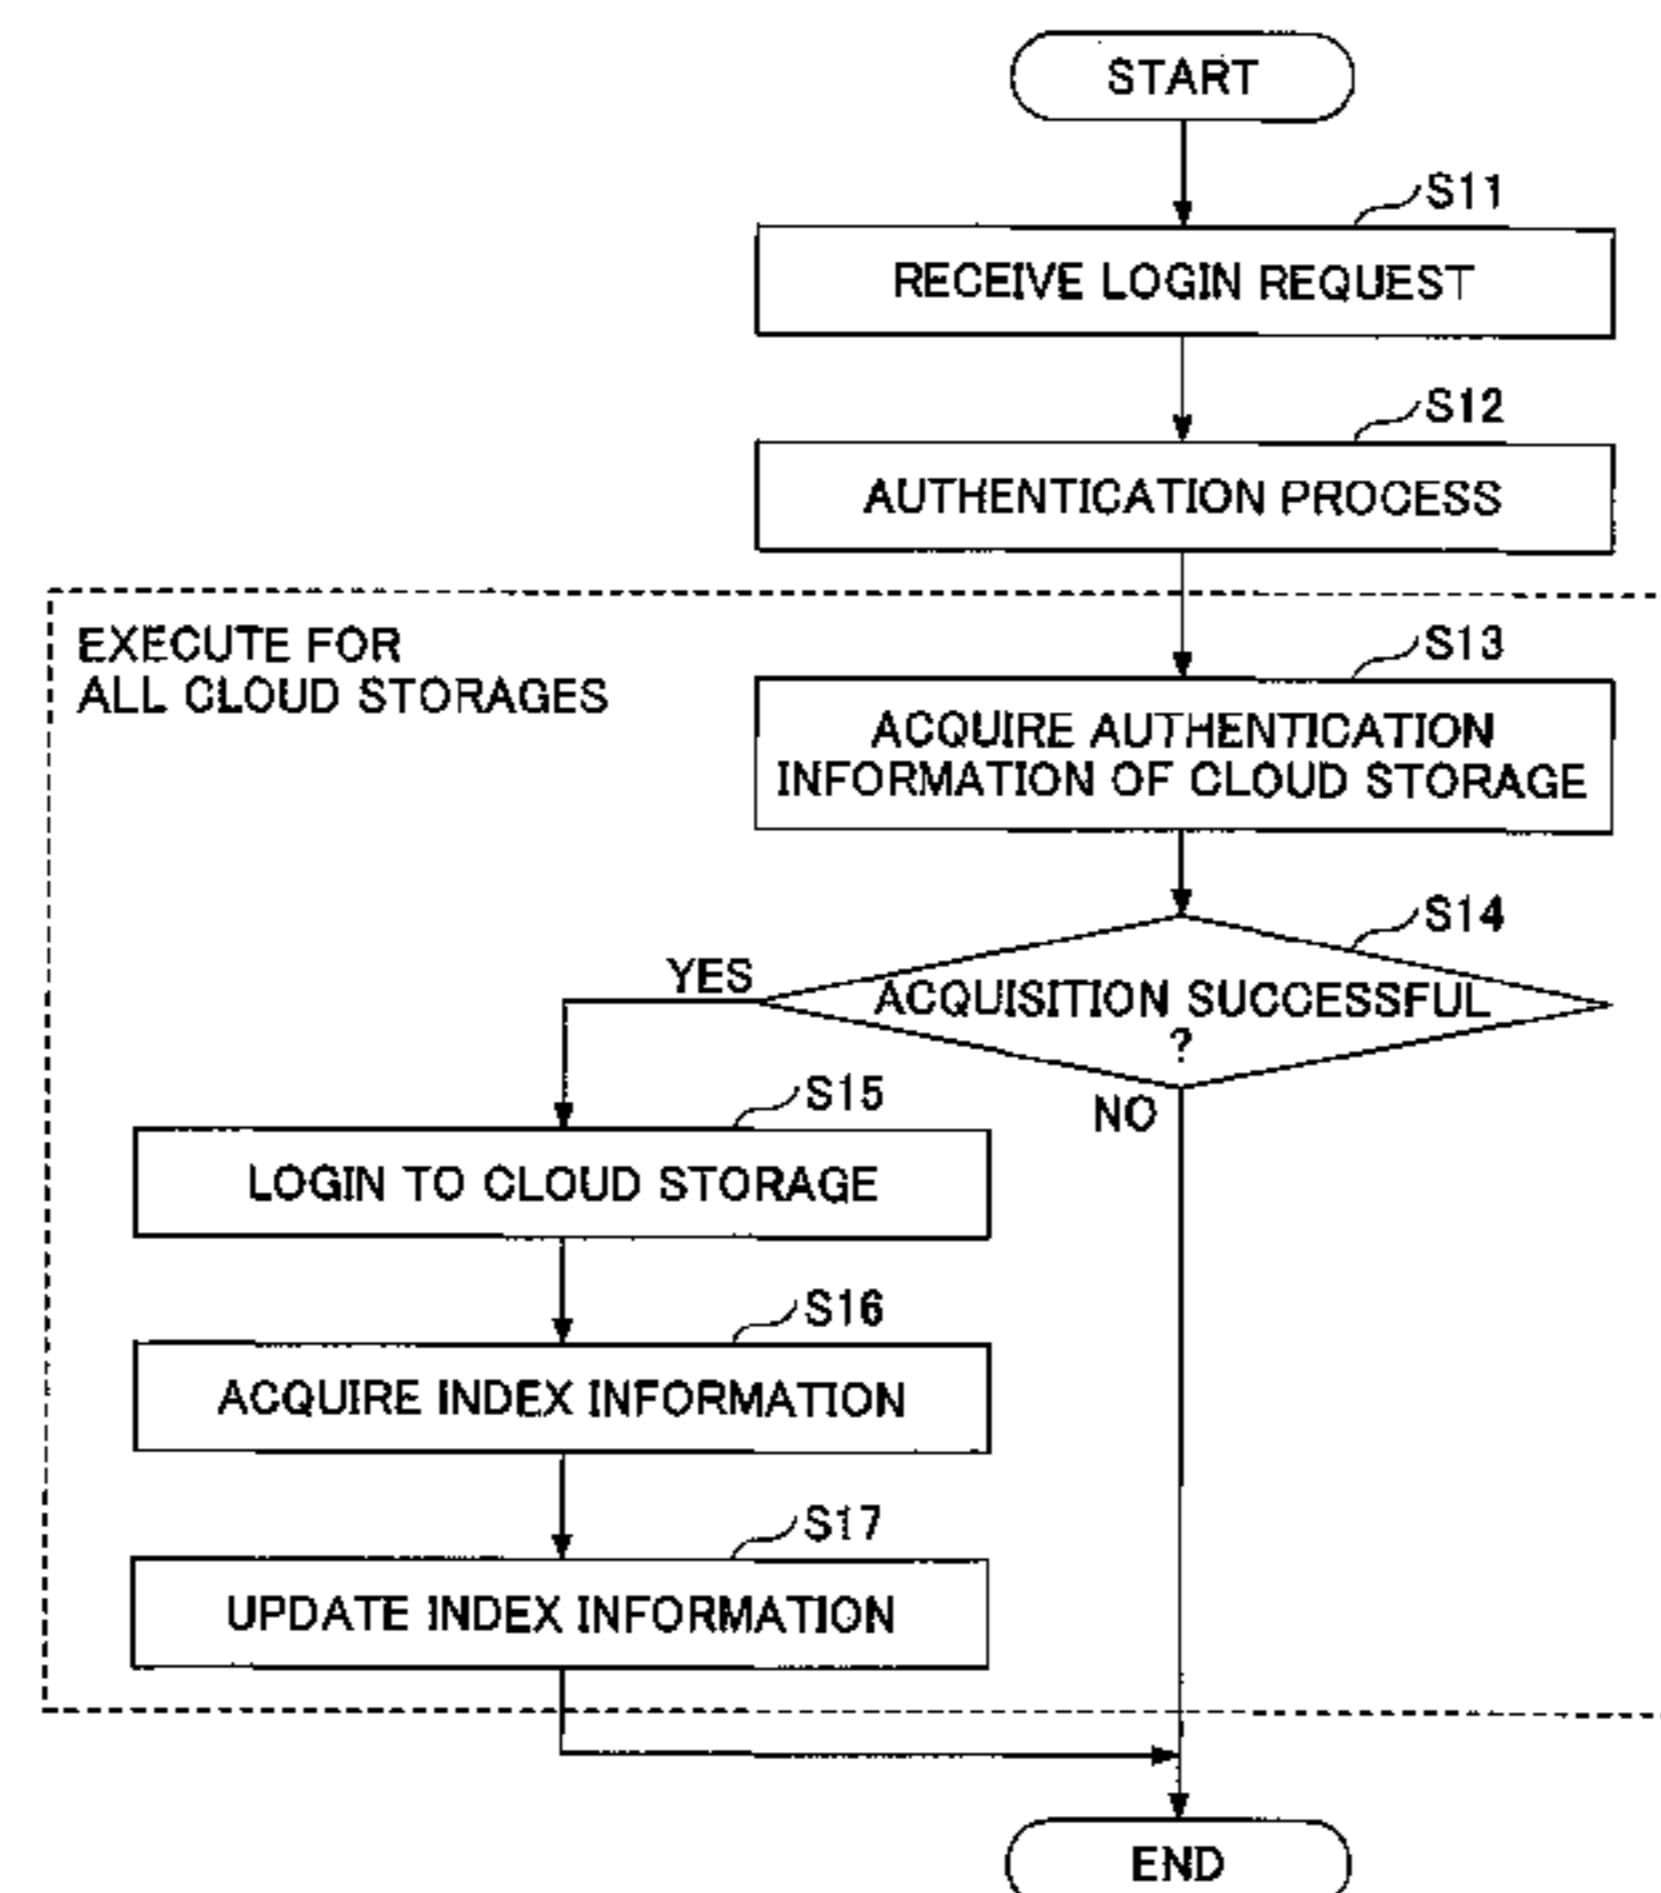 START
S11
RECEIVE LOGIN REQUEST
S12
AUTHENTICATION PROCESS
EXECUTE FOR
ALL CLOUD STORAGES
S13
ACQUIRE AUTHENTICATION
INFORMATION OF CLOUD STORAGE
S14
YES
ACQUISITION SUCCESSFUL
?
NO
S15
LOGIN TO CLOUD STORAGE
S16
ACQUIRE INDEX INFORMATION
S17
UPDATE INDEX INFORMATION
END